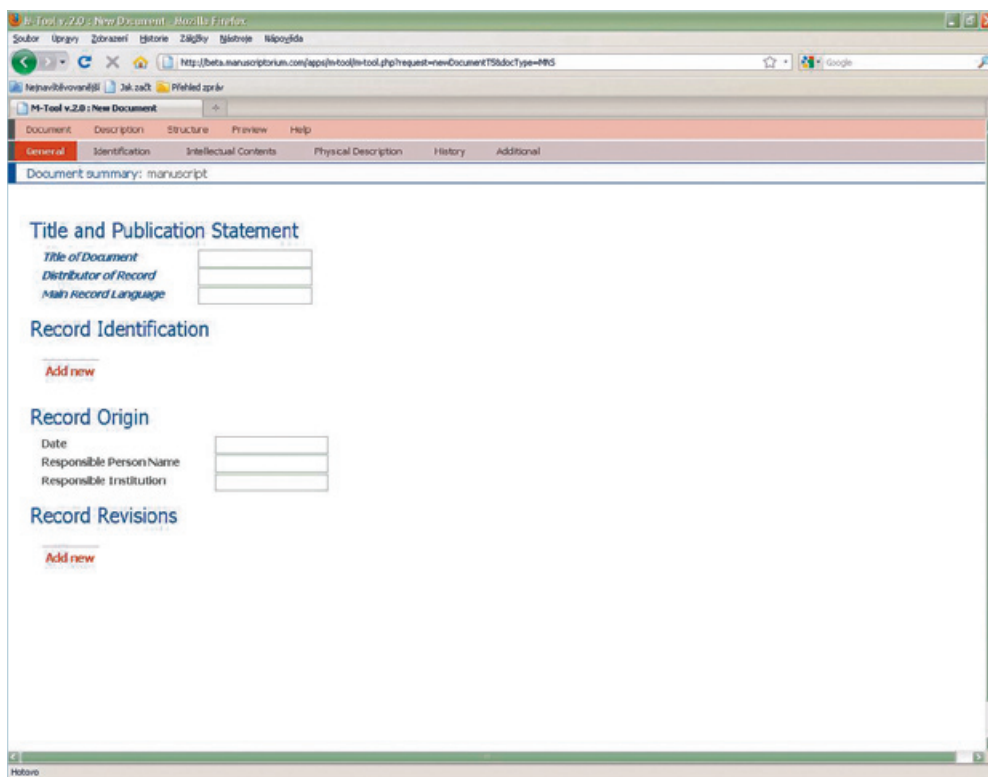 M-Tool v.2.0 : New Document - Mozilla Firefox
Soubor Úpravy Zobrazení Historie Záložky Nástroje Nápověda
http://beta.manuscriptorium.com/apps/m-tool/m-tool.php?request=newDocumentTS&docType=MNS Google
Nejnavštěvovanější Jak začít Přehled zpráv
M-Tool v.2.0 : New Document
Document Description Structure Preview Help
General Identification Intellectual Contents Physical Description History Additional
Document summary: manuscript
Title and Publication Statement
Title of Document
Distributor of Record
Main Record Language
Record Identification
Add new
Record Origin
Date
Responsible Person Name
Responsible Institution
Record Revisions
Add new
Hotovo